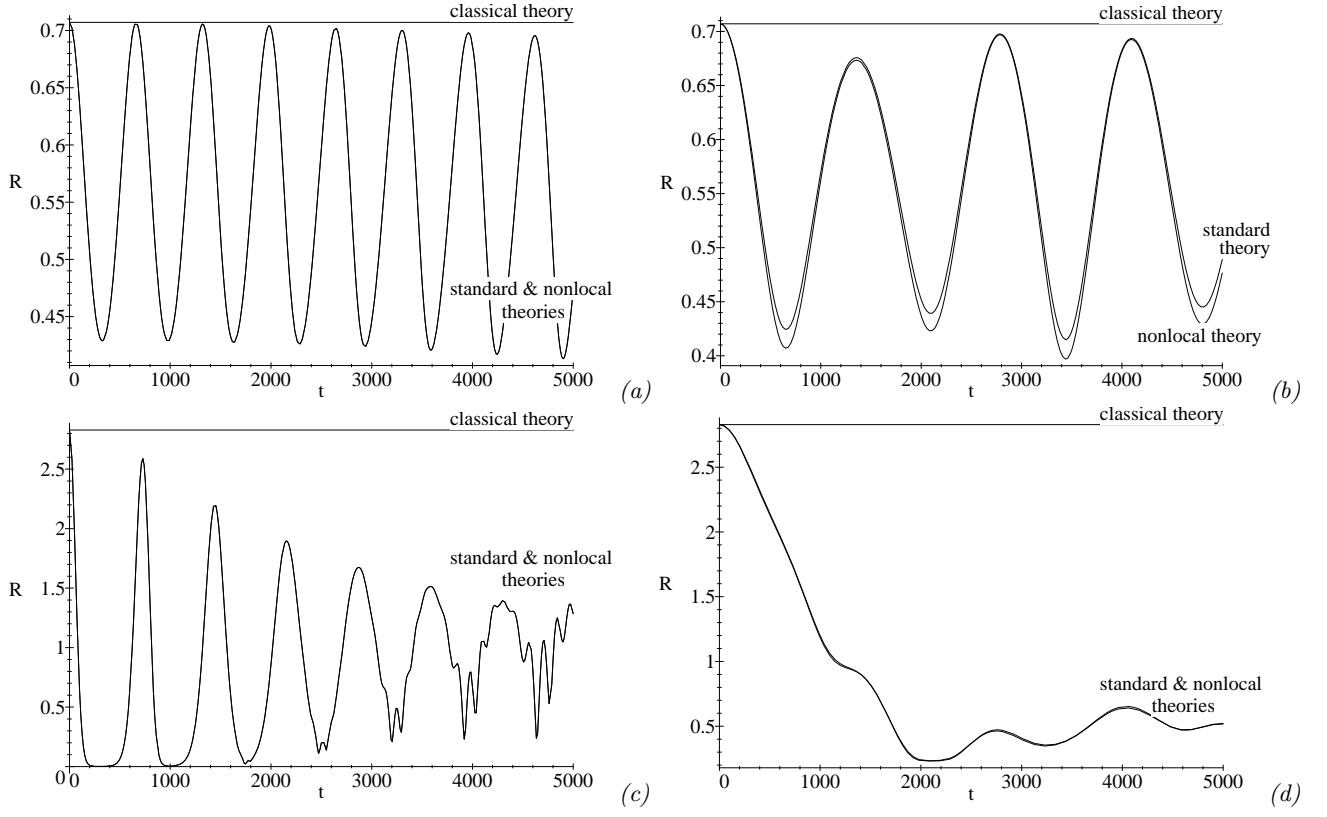 classical theory
0.7
0.65
0.6
R
0.55
0.5
standard & nonlocal
theories
0.45
0 1000 2000 3000 4000 5000
t
(a)
classical theory
0.7
0.65
0.6
0.55
R
0.5
standard
theory
0.45
nonlocal theory
0.4
0 1000 2000 3000 4000 5000
t
(b)
classical theory
2.5
2
standard & nonlocal
theories
R
1.5
1
0.5
0
0 1000 2000 3000 4000 5000
t
(c)
classical theory
2.5
2
R
1.5
1
standard & nonlocal
theories
0.5
0 1000 2000 3000 4000 5000
t
(d)